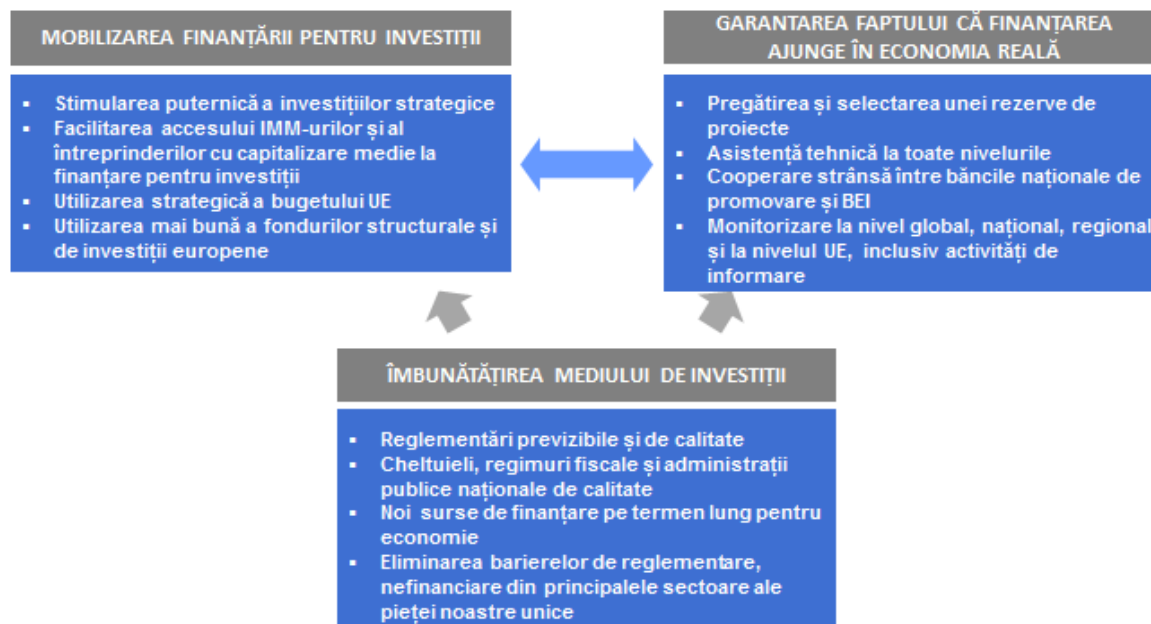 MOBILIZAREA FINANȚĂRII PENTRU INVESTIȚII
▪ Stimularea puternică a investițiilor strategice
▪ Facilitarea accesului IMM-urilor și al
întreprinderilor cu capitalizare medie la
finanțare pentru investiții
▪ Utilizarea strategică a bugetului UE
▪ Utilizarea mai bună a fondurilor structurale și
de investiții europene
GARANTAREA FAPTULUI CĂ FINANȚAREA
AJUNGE ÎN ECONOMIA REALĂ
▪ Pregătirea și selectarea unei rezerve de
proiecte
▪ Asistență tehnică la toate nivelurile
▪ Cooperare strânsă între băncile naționale de
promovare și BEI
▪ Monitorizare la nivel global, național, regional
și la nivelul UE, inclusiv activități de
informare
ÎMBUNĂTĂȚIREA MEDIULUI DE INVESTIȚII
▪ Reglementări previzibile și de calitate
▪ Cheltuieli, regimuri fiscale și administrații
publice naționale de calitate
▪ Noi surse de finanțare pe termen lung pentru
economie
▪ Eliminarea barierelor de reglementare,
nefinanciare din principalele sectoare ale
pieței noastre unice